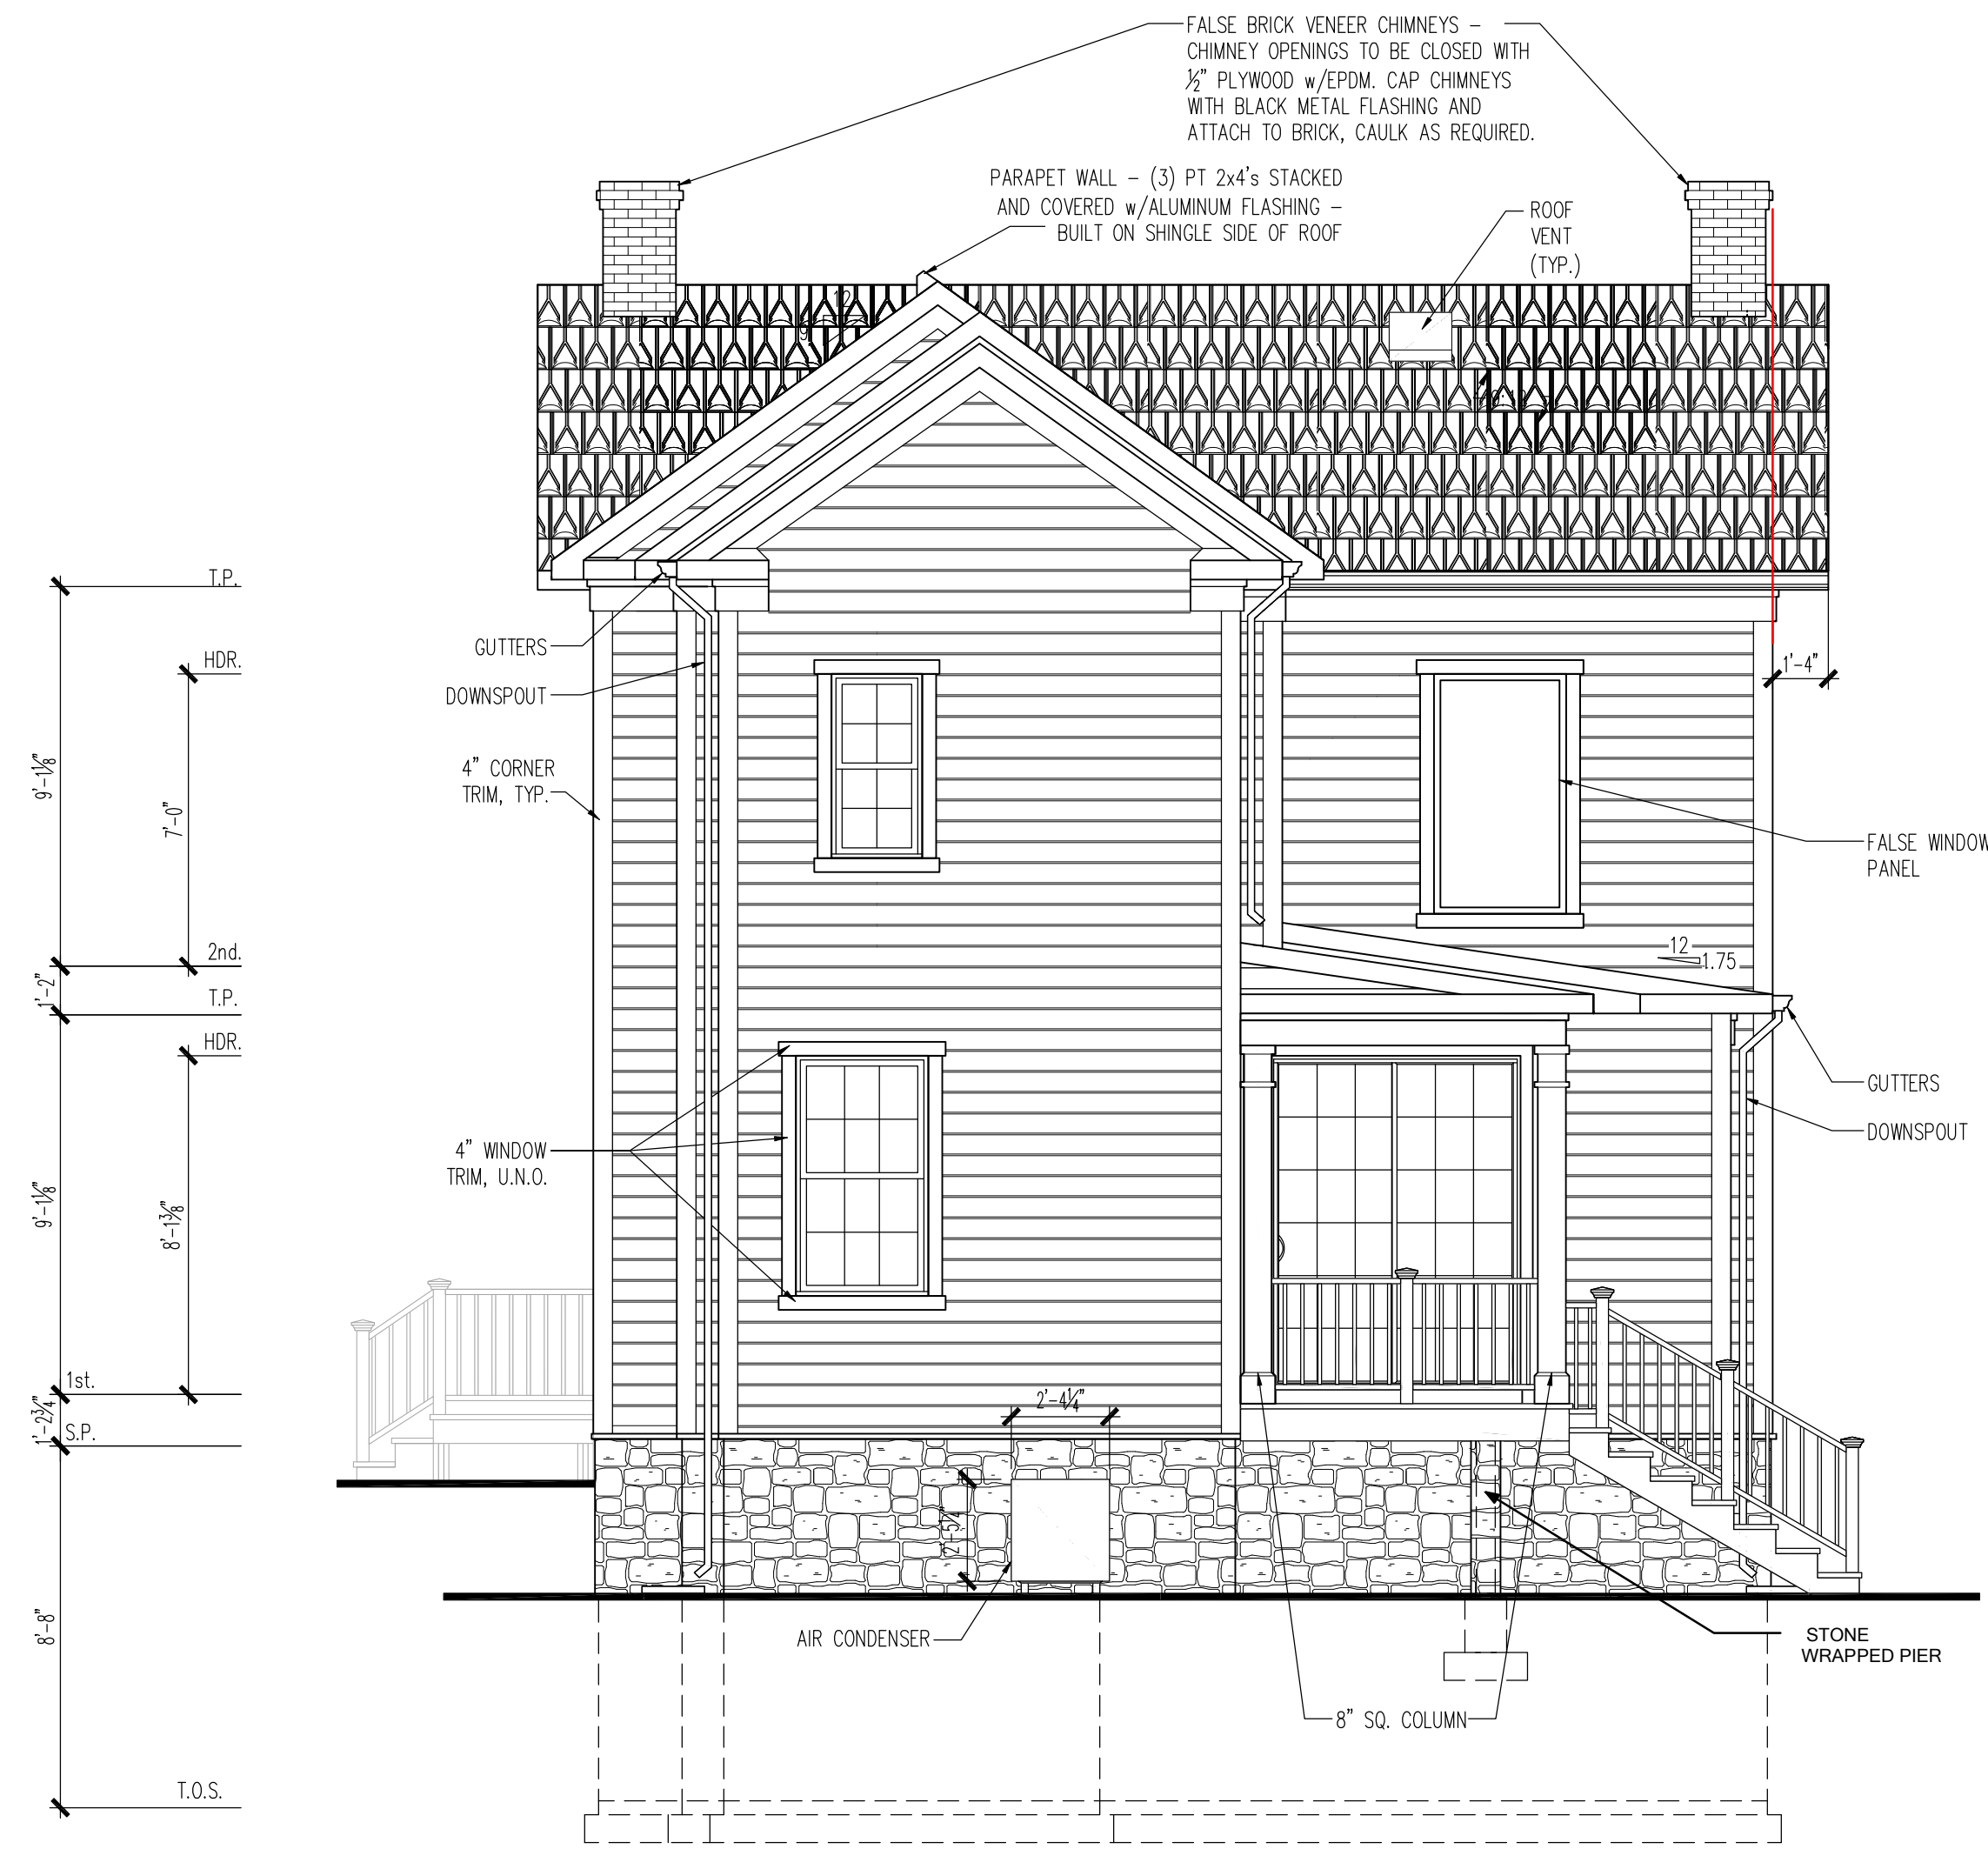 FALSE BRICK VENEER CHIMNEYS –
CHIMNEY OPENINGS TO BE CLOSED WITH
½" PLYWOOD w/EPDM. CAP CHIMNEYS
WITH BLACK METAL FLASHING AND
ATTACH TO BRICK, CAULK AS REQUIRED.
PARAPET WALL – (3) PT 2x4's STACKED
AND COVERED w/ALUMINUM FLASHING –
BUILT ON SHINGLE SIDE OF ROOF
ROOF
VENT
(TYP.)
12
9
T.P.
HDR.
GUTTERS
DOWNSPOUT
1'-4"
9'-1⅛"
7'-0"
4" CORNER
TRIM, TYP.
FALSE WINDOW
PANEL
2nd.
12
1.75
1'-2"
T.P.
HDR.
GUTTERS
DOWNSPOUT
4" WINDOW
TRIM, U.N.O.
9'-1⅛"
8'-1⅜"
1st.
2'-4¼"
1'-2¾"
S.P.
2'-5¼"
8'-8"
AIR CONDENSER
STONE
WRAPPED PIER
8" SQ. COLUMN
T.O.S.